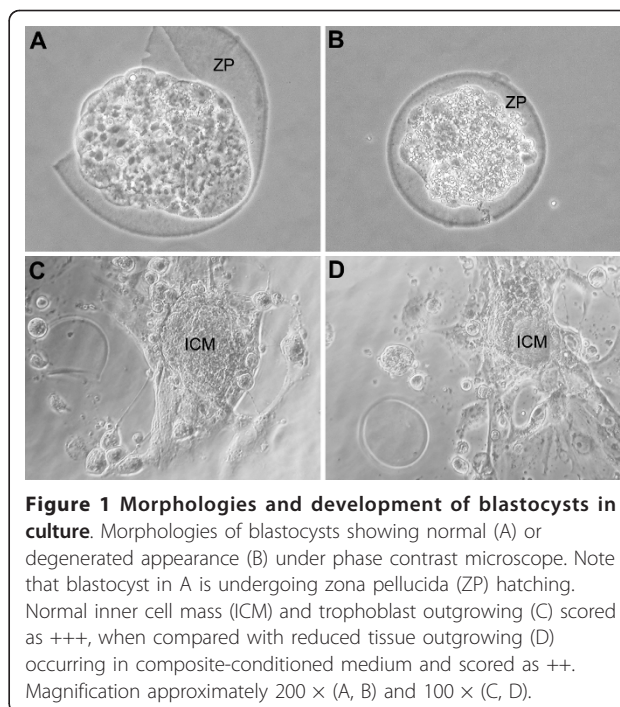 A
ZP
B
ZP
C
ICM
D
ICM
Figure 1 Morphologies and development of blastocysts in
culture. Morphologies of blastocysts showing normal (A) or
degenerated appearance (B) under phase contrast microscope. Note
that blastocyst in A is undergoing zona pellucida (ZP) hatching.
Normal inner cell mass (ICM) and trophoblast outgrowing (C) scored
as +++, when compared with reduced tissue outgrowing (D)
occurring in composite-conditioned medium and scored as ++.
Magnification approximately 200 × (A, B) and 100 × (C, D).